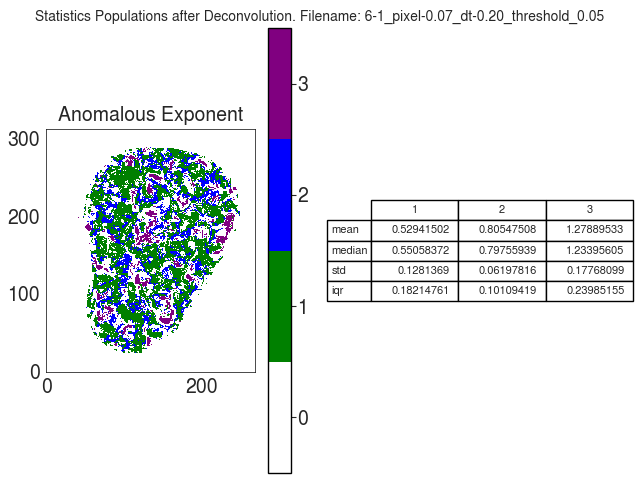 Statistics Populations after Deconvolution. Filename: 6-1_pixel-0.07_dt-0.20_threshold_0.05
Anomalous Exponent
300
200
100
0
0 200
3
2
1
0
1 2 3
mean 0.52941502 0.80547508 1.27889533
median 0.55058372 0.79755939 1.23395605
std 0.1281369 0.06197816 0.17768099
iqr 0.18214761 0.10109419 0.23985155